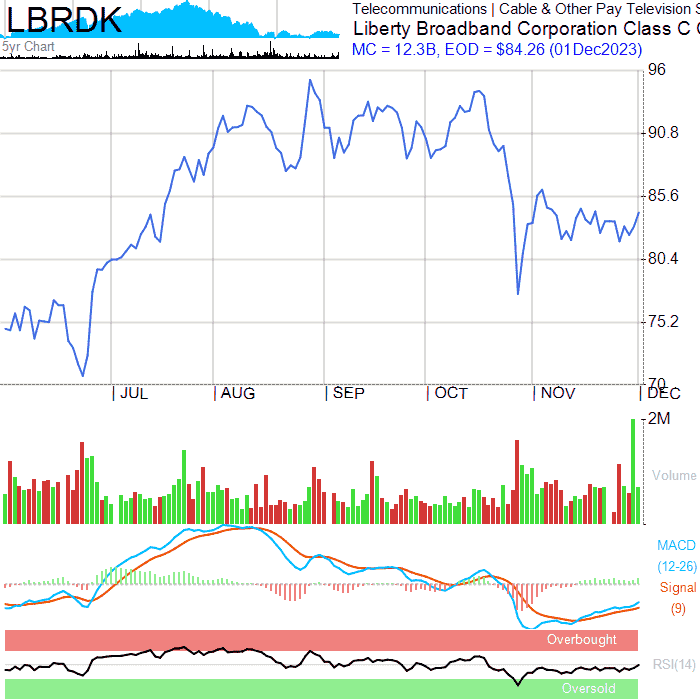 LBRDK
5yr Chart
Telecommunications | Cable & Other Pay Television S
Liberty Broadband Corporation Class C C
MC = 12.3B, EOD = $84.26 (01Dec2023)
96
90.8
85.6
80.4
75.2
70
JUL
AUG
SEP
OCT
NOV
DEC
2M
Volume
MACD
(12-26)
Signal
(9)
Overbought
RSI(14)
Oversold